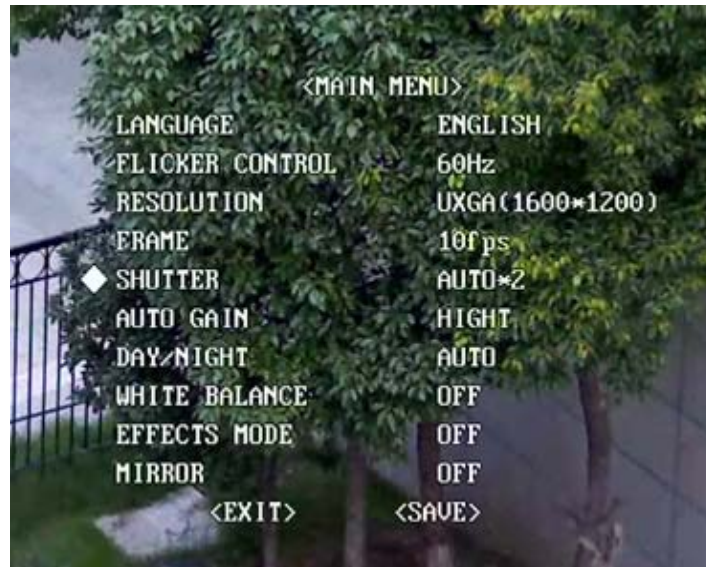 <MAIN MENU>
LANGUAGE ENGLISH
FLICKER CONTROL 60Hz
RESOLUTION UXGA(1600*1200)
FRAME 10fps
SHUTTER AUTO*2
AUTO GAIN HIGHT
DAY/NIGHT AUTO
WHITE BALANCE OFF
EFFECTS MODE OFF
MIRROR OFF
<EXIT> <SAVE>